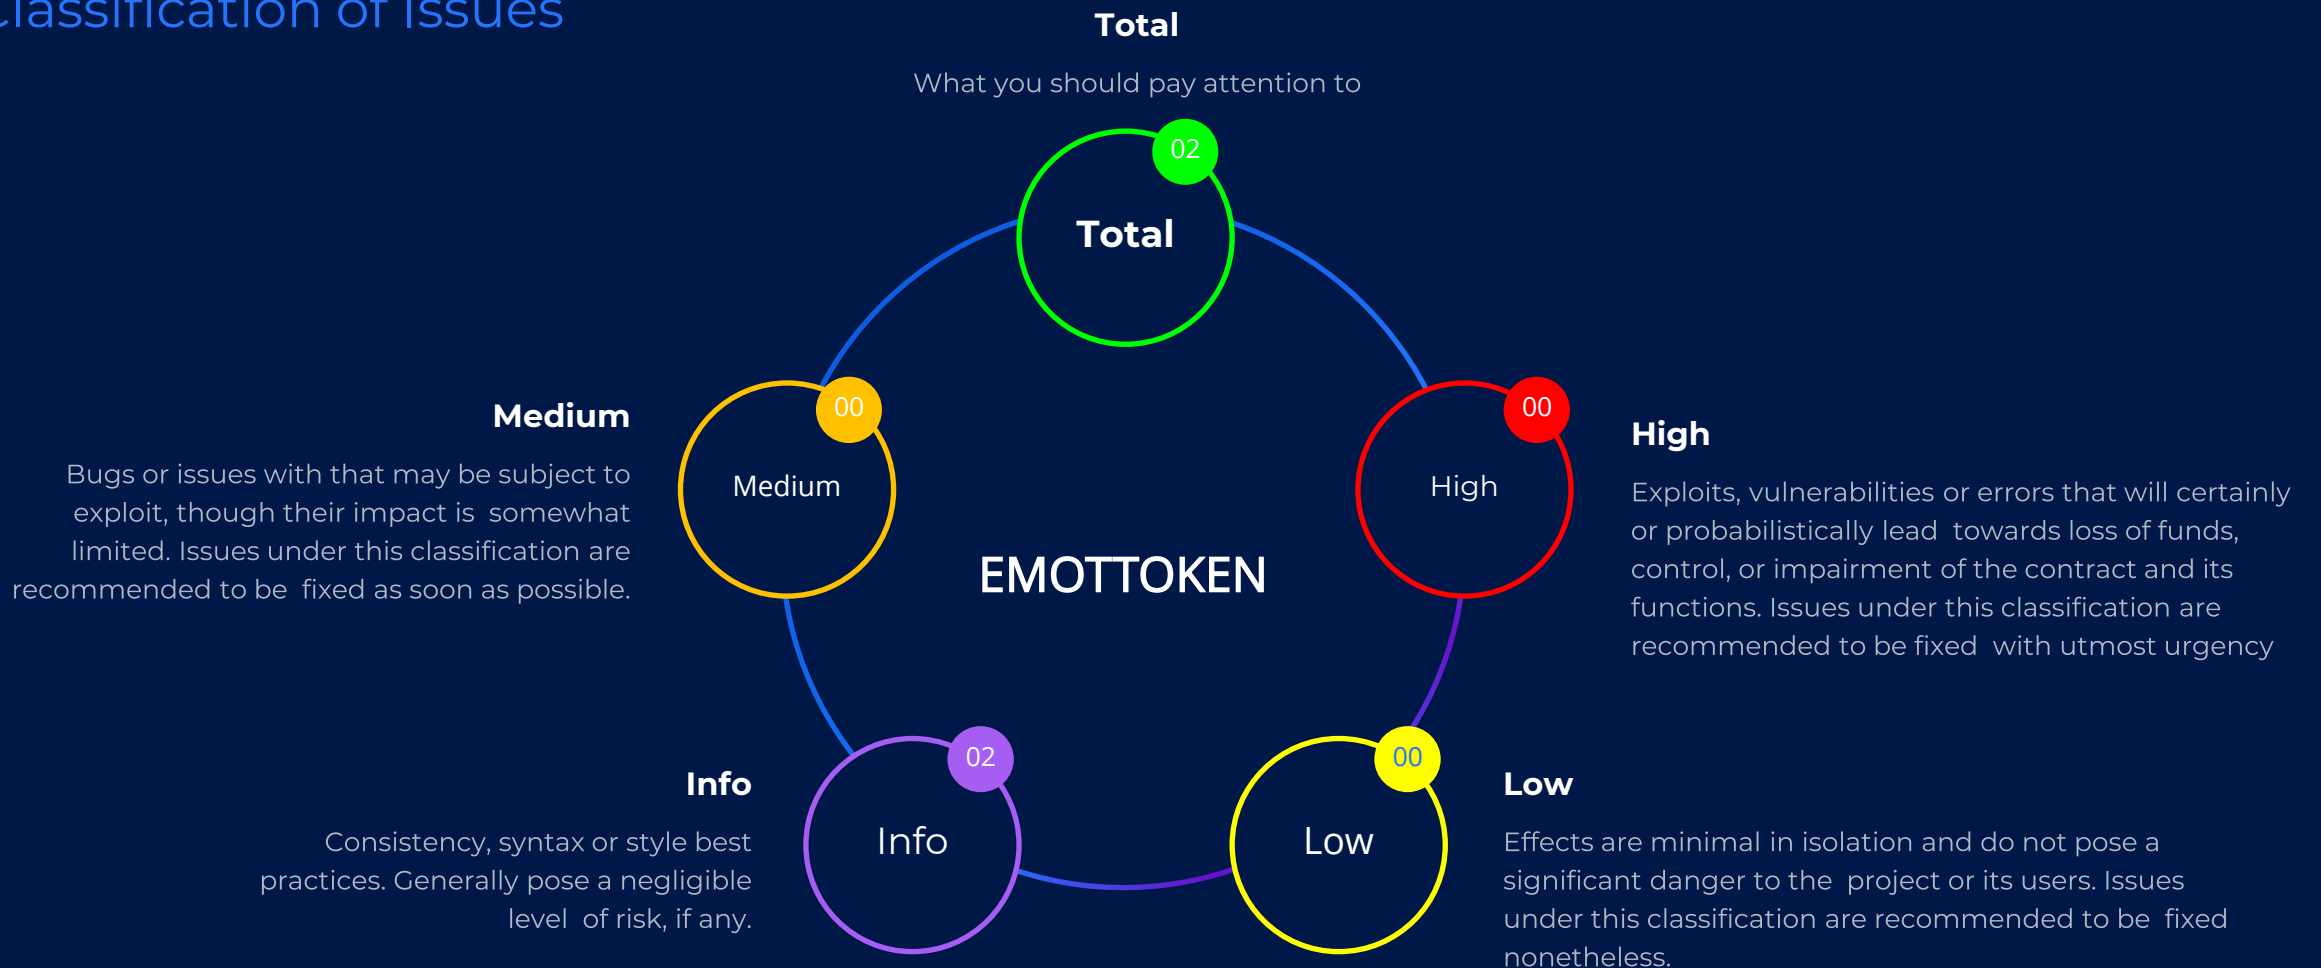 Classification of Issues
Total
What you should pay attention to
02
Total
Medium
Bugs or issues with that may be subject to
exploit, though their impact is somewhat
limited. Issues under this classification are
recommended to be fixed as soon as possible.
00
Medium
00
High
High
Exploits, vulnerabilities or errors that will certainly
or probabilistically lead towards loss of funds,
control, or impairment of the contract and its
functions. Issues under this classification are
recommended to be fixed with utmost urgency
EMOTTOKEN
Info
Consistency, syntax or style best
practices. Generally pose a negligible
level of risk, if any.
02
Info
00
Low
Low
Effects are minimal in isolation and do not pose a
significant danger to the project or its users. Issues
under this classification are recommended to be fixed
nonetheless.